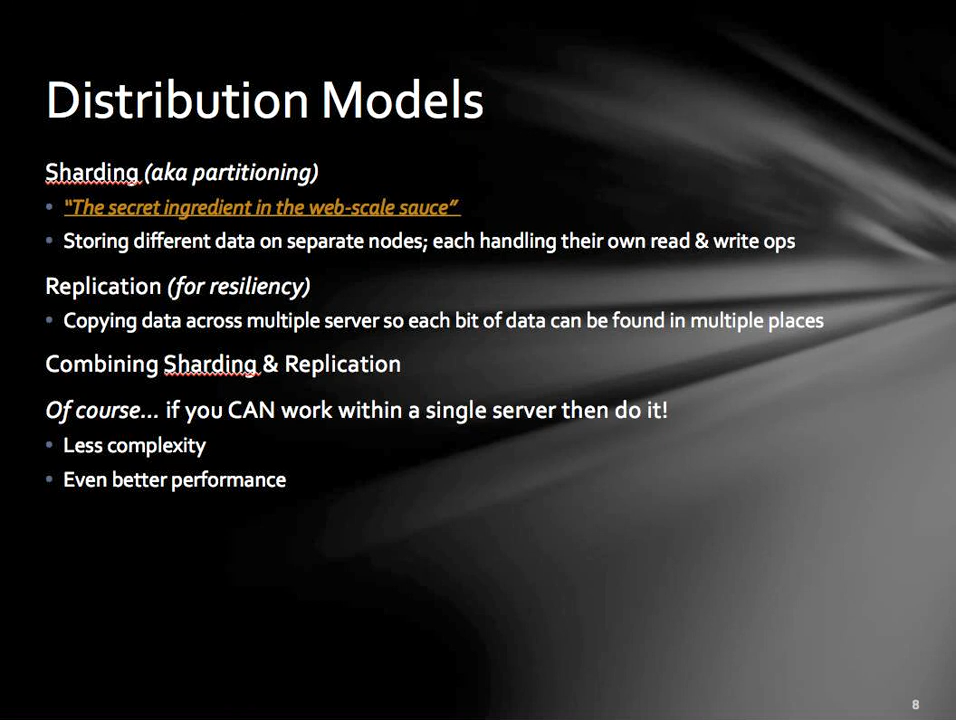 Distribution Models
Sharding (aka partitioning)
• "The secret ingredient in the web-scale sauce"
• Storing different data on separate nodes; each handling their own read & write ops
Replication (for resiliency)
• Copying data across multiple server so each bit of data can be found in multiple places
Combining Sharding & Replication
Of course... if you CAN work within a single server then do it!
• Less complexity
• Even better performance
8